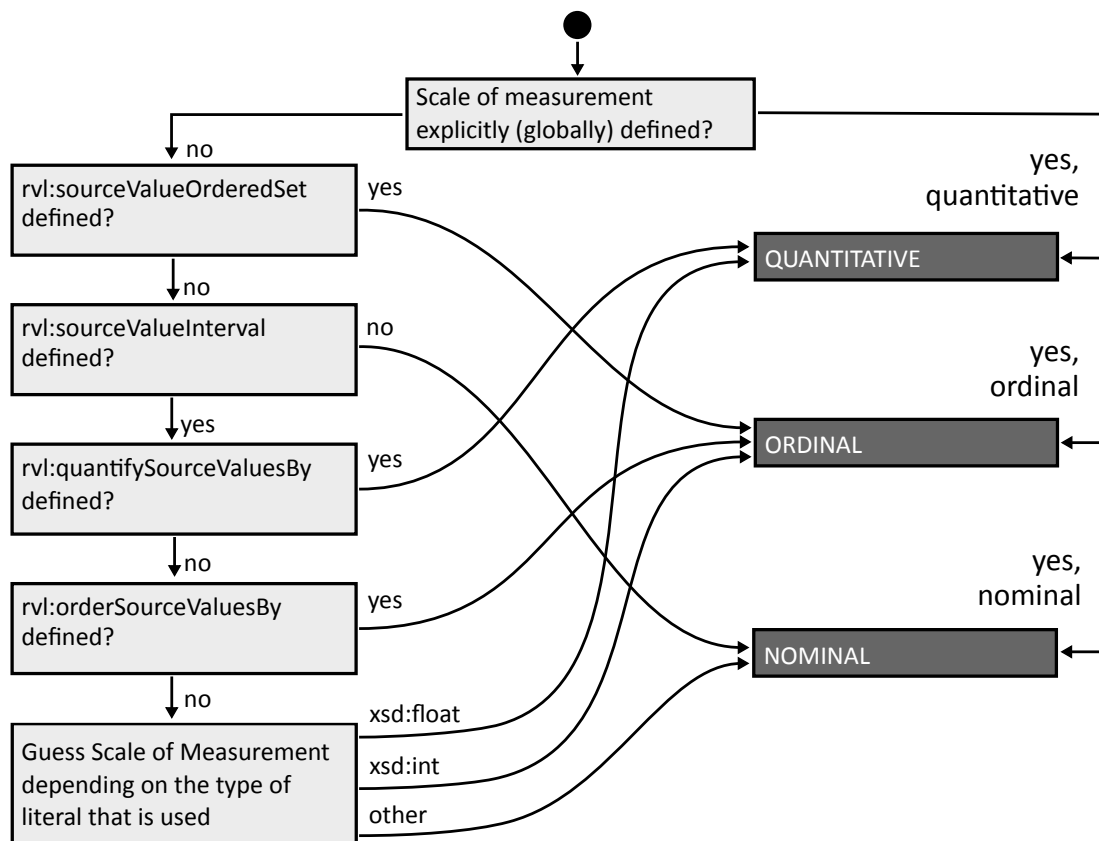 Scale of measurement
explicitly (globally) defined?
no
yes,
quantitative
rvl:sourceValueOrderedSet
defined?
yes
QUANTITATIVE
no
rvl:sourceValueInterval
defined?
no
yes,
ordinal
yes
rvl:quantifySourceValuesBy
defined?
yes
ORDINAL
no
rvl:orderSourceValuesBy
defined?
yes
yes,
nominal
NOMINAL
no
Guess Scale of Measurement
depending on the type of
literal that is used
xsd:float
xsd:int
other